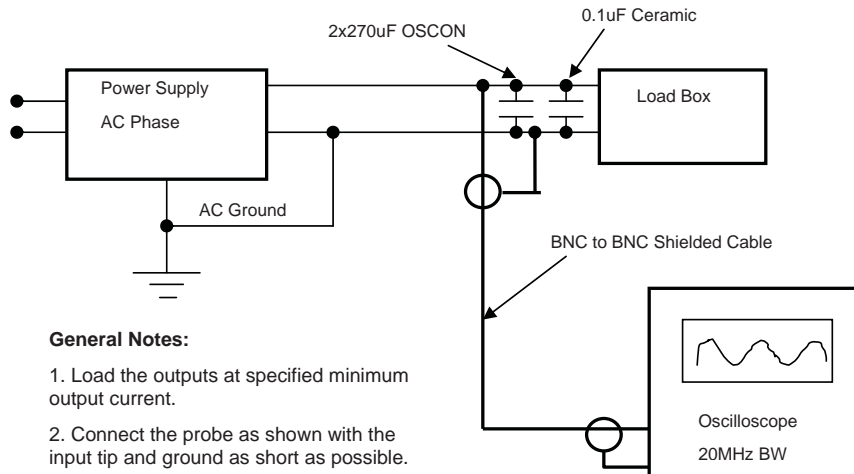 2x270uF OSCON
0.1uF Ceramic
Power Supply
AC Phase
Load Box
AC Ground
BNC to BNC Shielded Cable
General Notes:
1. Load the outputs at specified minimum
output current.
2. Connect the probe as shown with the
input tip and ground as short as possible.
Oscilloscope
20MHz BW